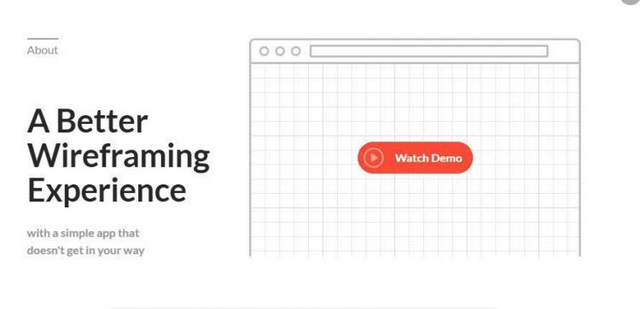 About
A Better
Wireframing
Experience
with a simple app that
doesn't get in your way
Watch Demo